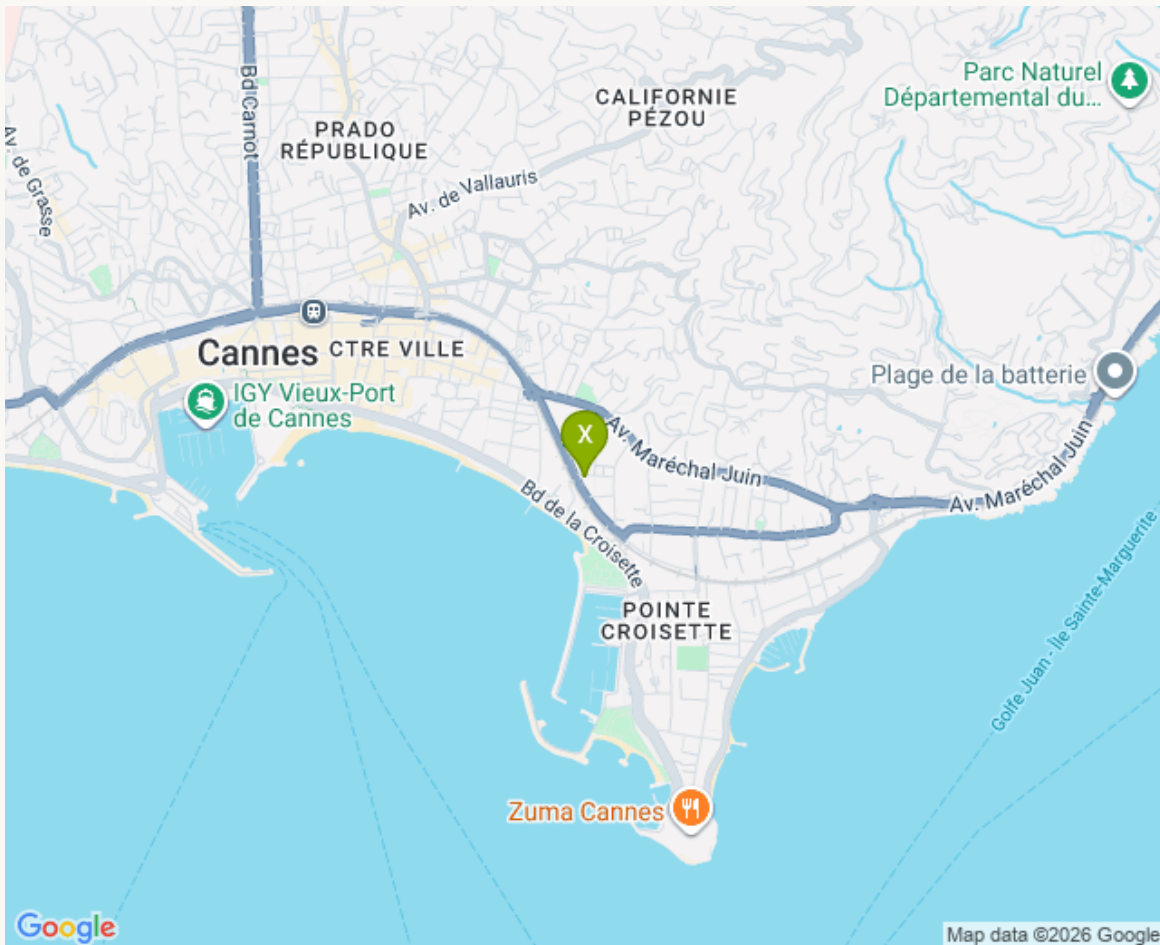 Parc Naturel
Départemental du...
CALIFORNIE
PÉZOU
Bd Carnot
PRADO
RÉPUBLIQUE
Av. de Grasse
Av. de Vallauris
Cannes
CTRE VILLE
Plage de la batterie
IGY Vieux-Port
de Cannes
X
Av. Maréchal Juin
Av. Maréchal Juin
Bd de la Croisette
Golfe Juan - Île Sainte-Marguerite
POINTE
CROISETTE
Zuma Cannes
Google
Map data ©2026 Google